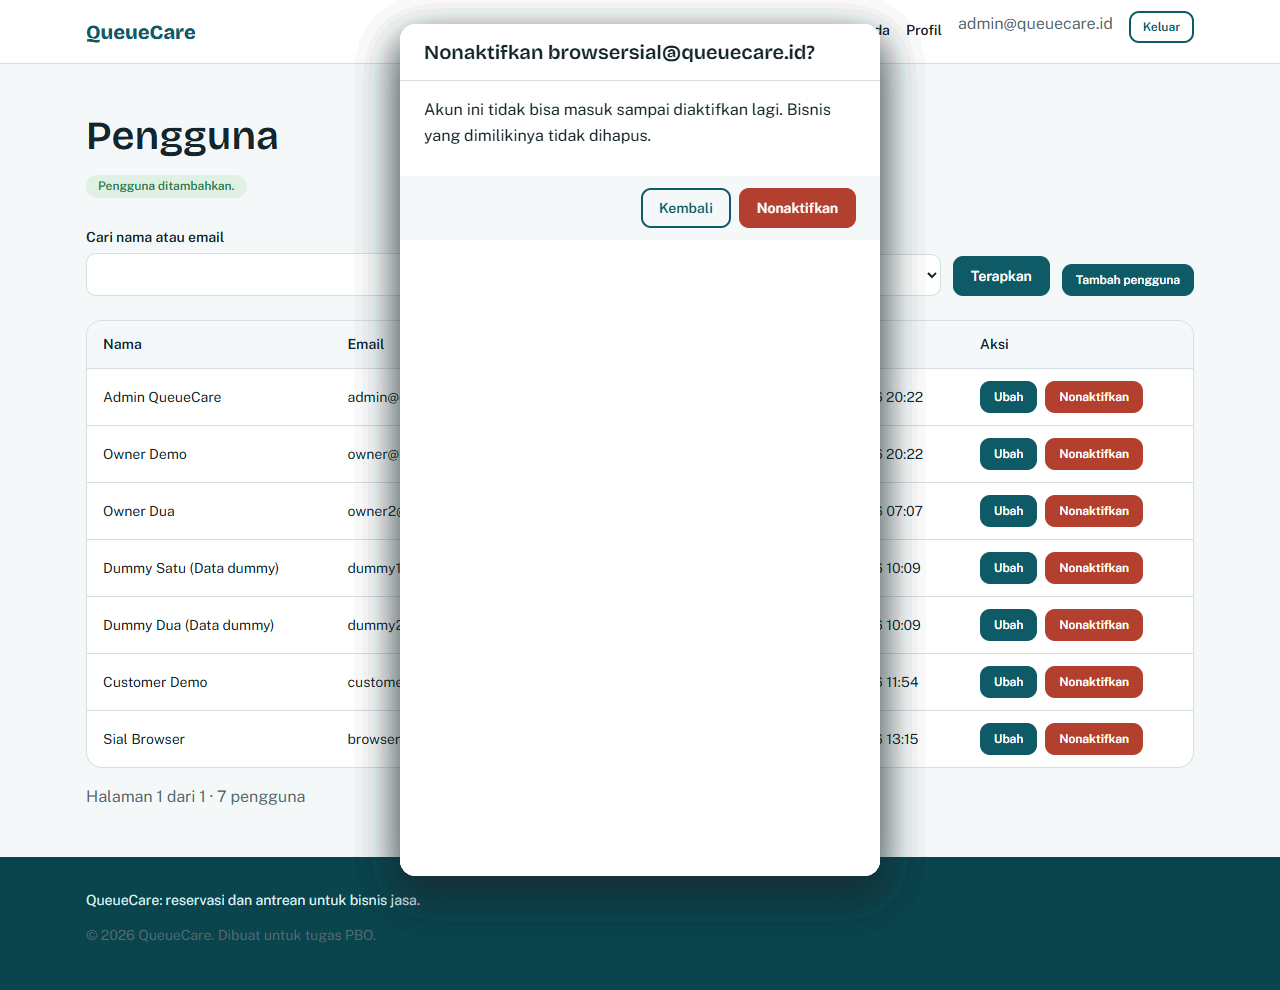 QueueCare
Profil
admin@queuecare.id
Keluar
Nonaktifkan browsersial@queuecare.id?
Akun ini tidak bisa masuk sampai diaktifkan lagi. Bisnis
yang dimilikinya tidak dihapus.
Kembali
Nonaktifkan
Pengguna
Pengguna ditambahkan.
Cari nama atau email
Terapkan
Tambah pengguna
Nama Email Aksi
Admin QueueCare admin@ 20:22 Ubah Nonaktifkan
Owner Demo owner@ 20:22 Ubah Nonaktifkan
Owner Dua owner2@ 07:07 Ubah Nonaktifkan
Dummy Satu (Data dummy) dummy1 10:09 Ubah Nonaktifkan
Dummy Dua (Data dummy) dummy2 10:09 Ubah Nonaktifkan
Customer Demo custome 11:54 Ubah Nonaktifkan
Sial Browser browser 13:15 Ubah Nonaktifkan
Halaman 1 dari 1 · 7 pengguna
QueueCare: reservasi dan antrean untuk bisnis jasa.
© 2026 QueueCare. Dibuat untuk tugas PBO.